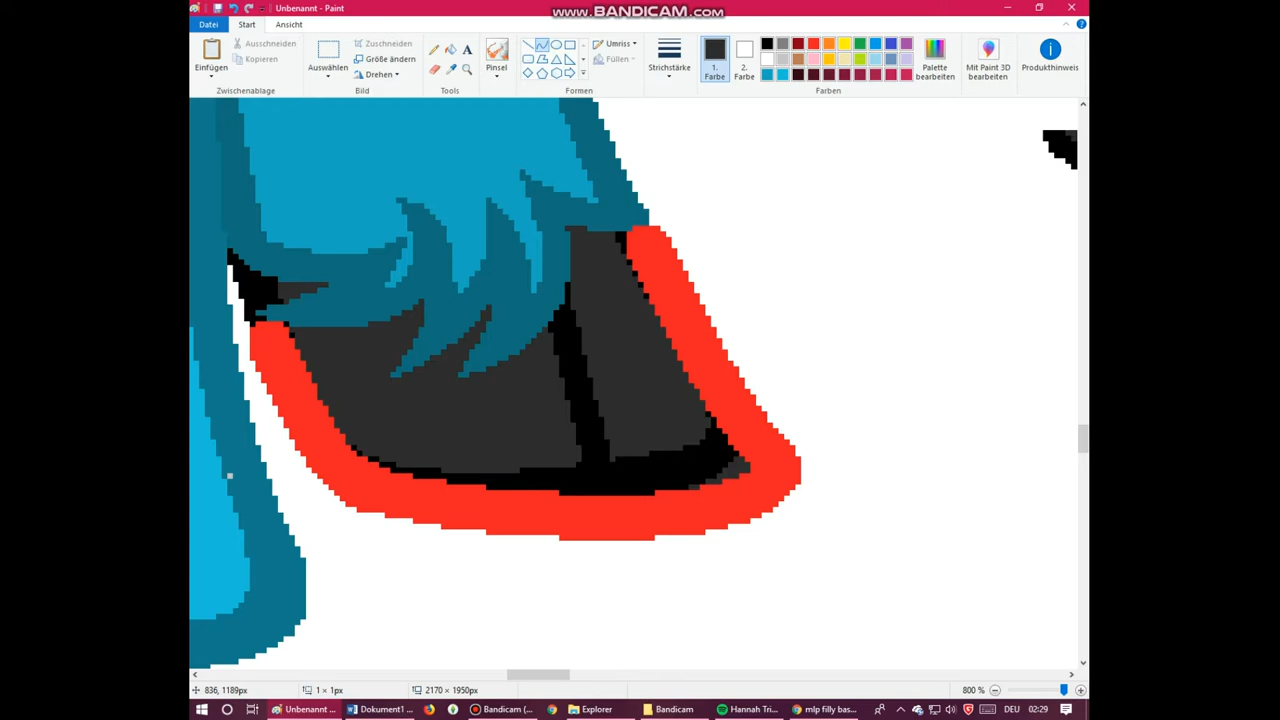 Unbenannt - Paint
www.BANDICAM.com
Datei
Start
Ansicht
Einfügen
Ausschneiden
Kopieren
Zwischenablage
Auswählen
Zuschneiden
Größe ändern
Drehen
Bild
A
Tools
Pinsel
Umriss
Füllen
Formen
Strichstärke
1.
Farbe
2.
Farbe
Farben
Palette
bearbeiten
Mit Paint 3D
bearbeiten
Produkthinweis
836, 1189px
1 × 1px
2170 × 1950px
800 %
Unbenannt ...
Dokument1 ...
Bandicam (...
Explorer
Bandicam
Hannah Tri...
mlp filly bas...
DEU
02:29